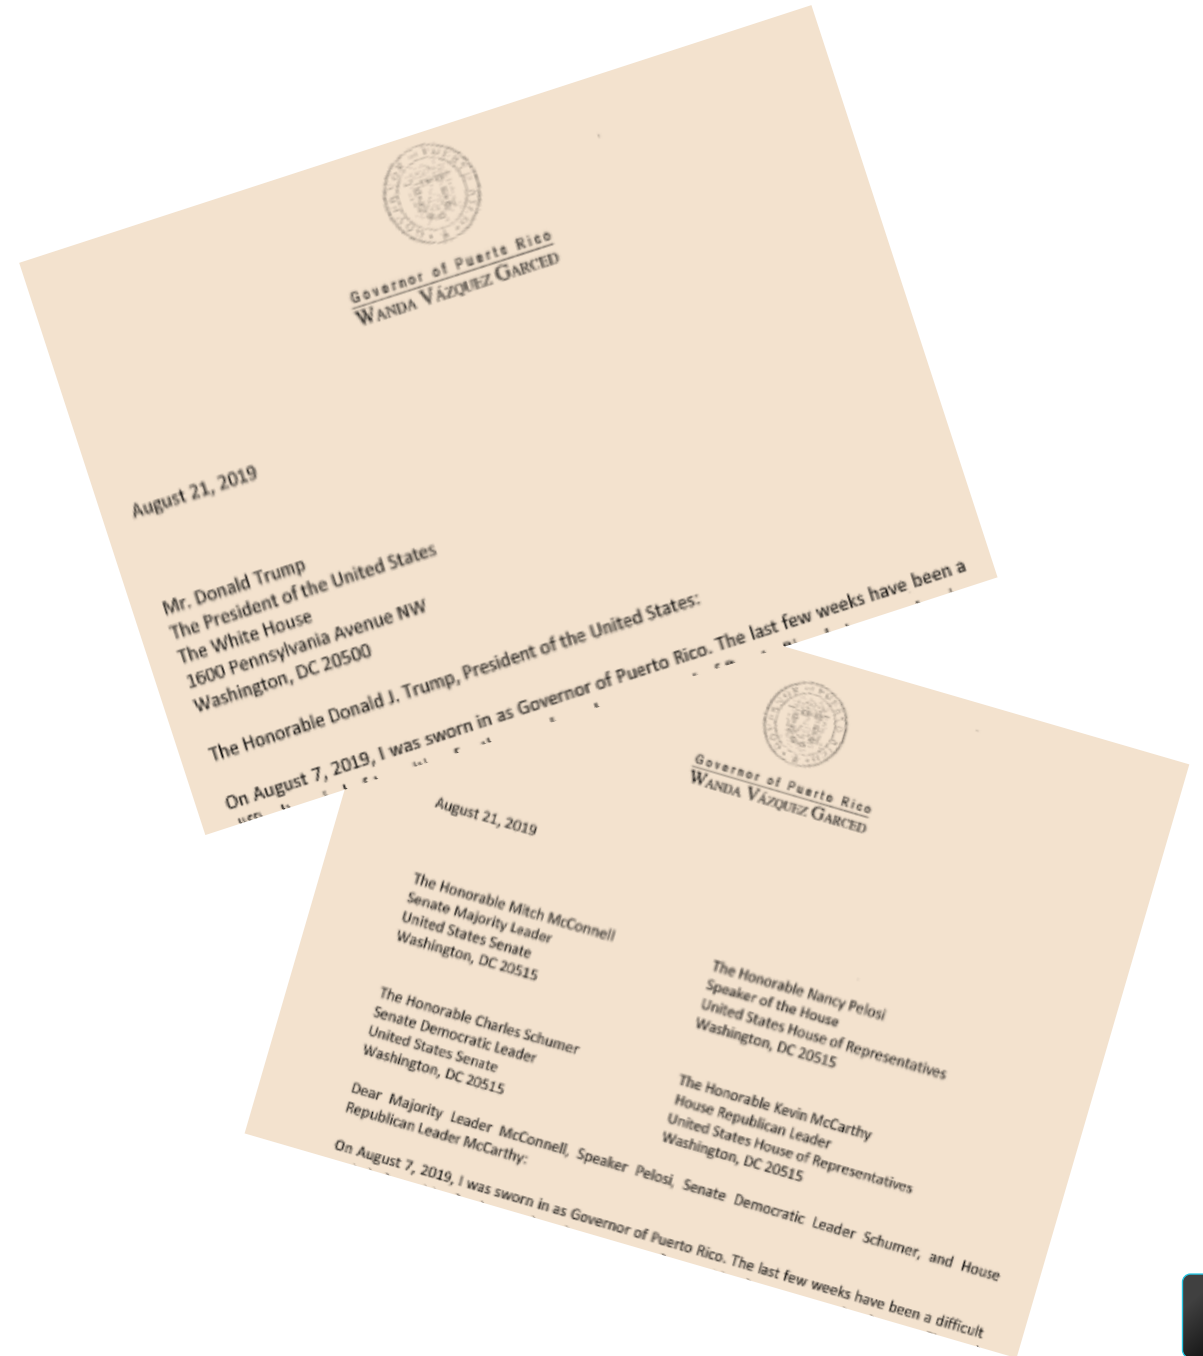 GOVERNOR OF PUERTO RICO
Governor of Puerto Rico
WANDA VÁZQUEZ GARCED
August 21, 2019
Mr. Donald Trump
The President of the United States
The White House
1600 Pennsylvania Avenue NW
Washington, DC 20500
The Honorable Donald J. Trump, President of the United States:
On August 7, 2019, I was sworn in as Governor of Puerto Rico. The last few weeks have been a
GOVERNOR OF PUERTO RICO
Governor of Puerto Rico
WANDA VÁZQUEZ GARCED
August 21, 2019
The Honorable Mitch McConnell
Senate Majority Leader
United States Senate
Washington, DC 20515
The Honorable Nancy Pelosi
Speaker of the House
United States House of Representatives
Washington, DC 20515
The Honorable Charles Schumer
Senate Democratic Leader
United States Senate
Washington, DC 20515
The Honorable Kevin McCarthy
House Republican Leader
United States House of Representatives
Washington, DC 20515
Dear Majority Leader McConnell, Speaker Pelosi, Senate Democratic Leader Schumer, and House
Republican Leader McCarthy:
On August 7, 2019, I was sworn in as Governor of Puerto Rico. The last few weeks have been a difficult